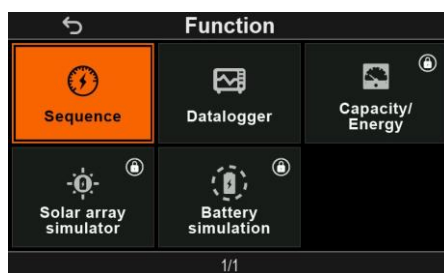 Function
Sequence
Datalogger
Capacity/
Energy
Solar array
simulator
Battery
simulation
1/1